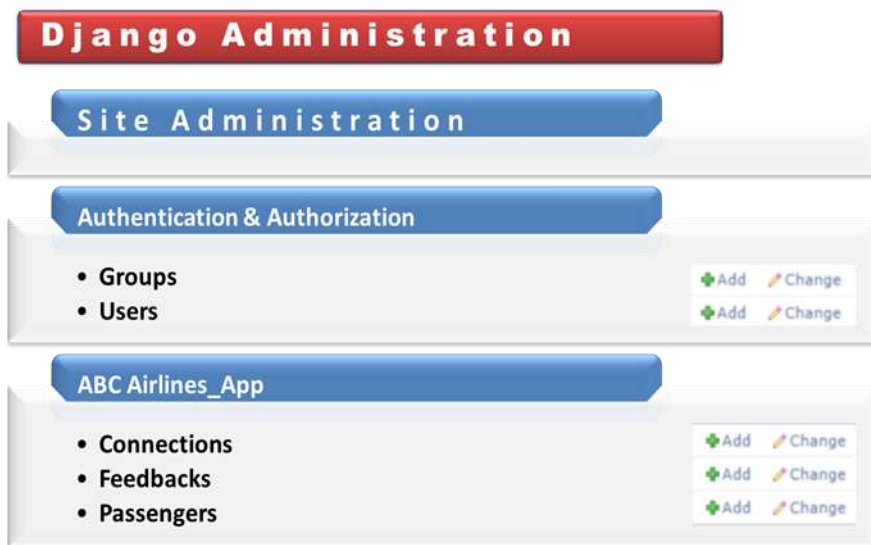 Django Administration
Site Administration
Authentication & Authorization
• Groups Add Change
• Users Add Change
ABC Airlines_App
• Connections Add Change
• Feedbacks Add Change
• Passengers Add Change